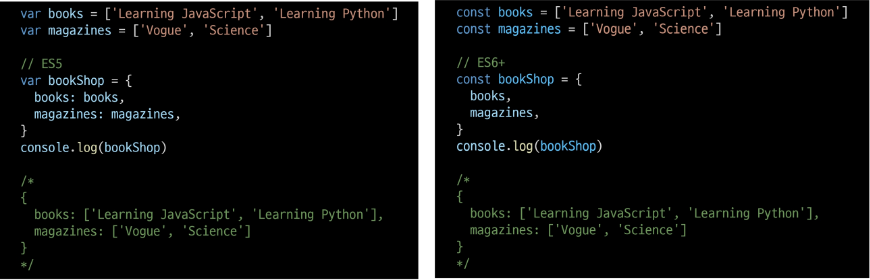 var books = ['Learning JavaScript', 'Learning Python']
var magazines = ['Vogue', 'Science']

// ES5
var bookShop = {
  books: books,
  magazines: magazines,
}
console.log(bookShop)

/*
{
  books: ['Learning JavaScript', 'Learning Python'],
  magazines: ['Vogue', 'Science']
}
*/

const books = ['Learning JavaScript', 'Learning Python']
const magazines = ['Vogue', 'Science']

// ES6+
const bookShop = {
  books,
  magazines,
}
console.log(bookShop)

/*
{
  books: ['Learning JavaScript', 'Learning Python'],
  magazines: ['Vogue', 'Science']
}
*/